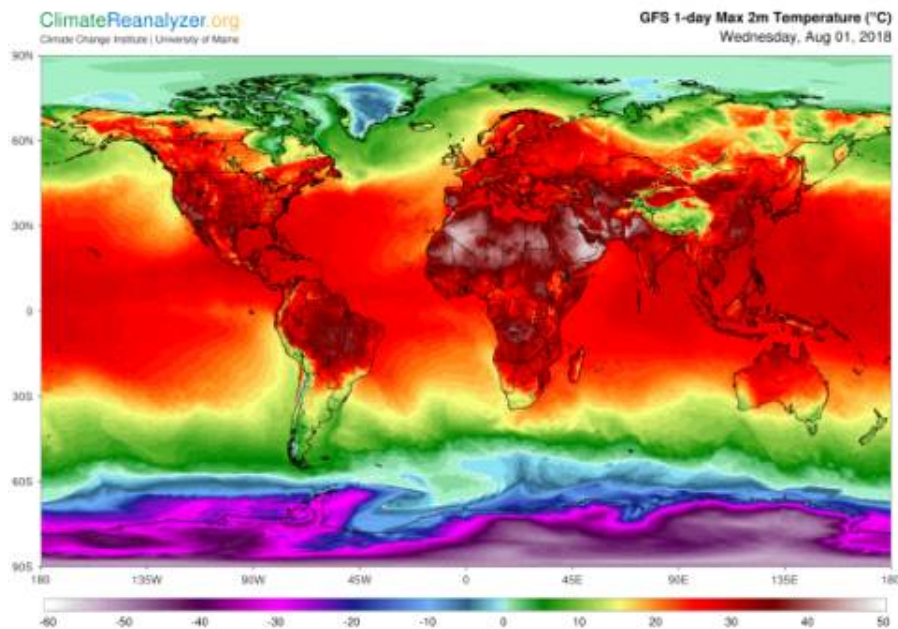 ClimateReanalyzer.org
Climate Change Institute | University of Maine
GFS 1-day Max 2m Temperature (°C)
Wednesday, Aug 01, 2018
90N
60N
30N
0
30S
60S
90S
180 135W 90W 45W 0 45E 90E 135E 180
-60 -50 -40 -30 -20 -10 0 10 20 30 40 50